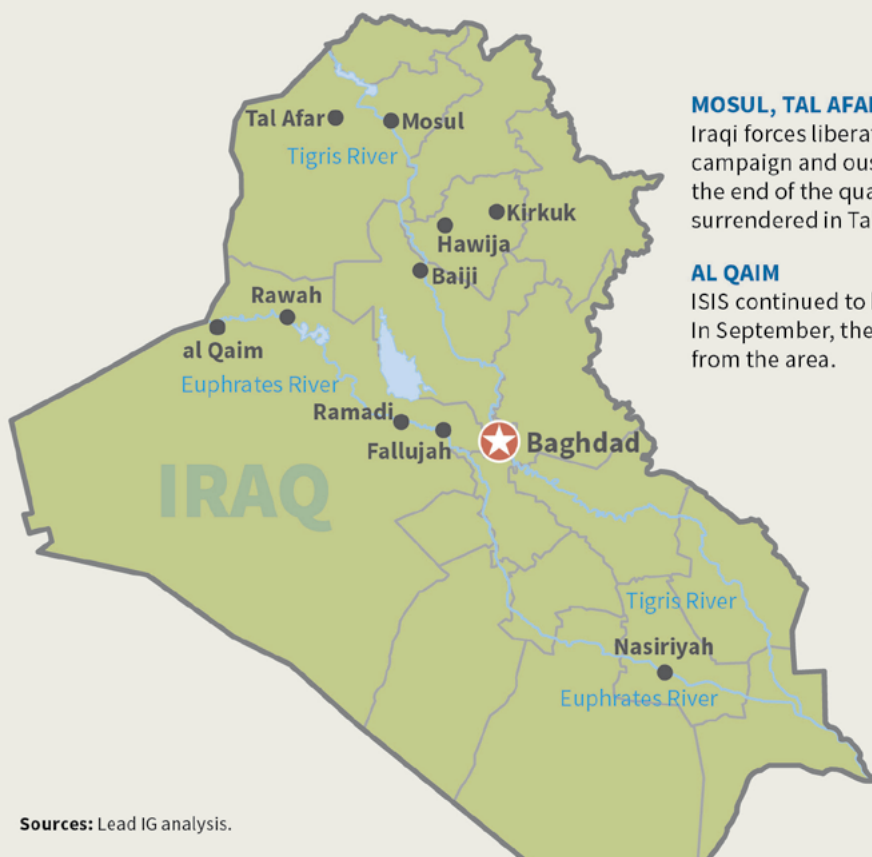 Tal Afar
Mosul
Tigris River
Kirkuk
Hawija
Baiji
Rawah
al Qaim
Euphrates River
Ramadi
Fallujah
Baghdad
IRAQ
Tigris River
Nasiriyah
Euphrates River
MOSUL, TAL AFAR
Iraqi forces liberat
campaign and ous
the end of the qua
surrendered in Ta
AL QAIM
ISIS continued to
In September, the
from the area.
Sources: Lead IG analysis.